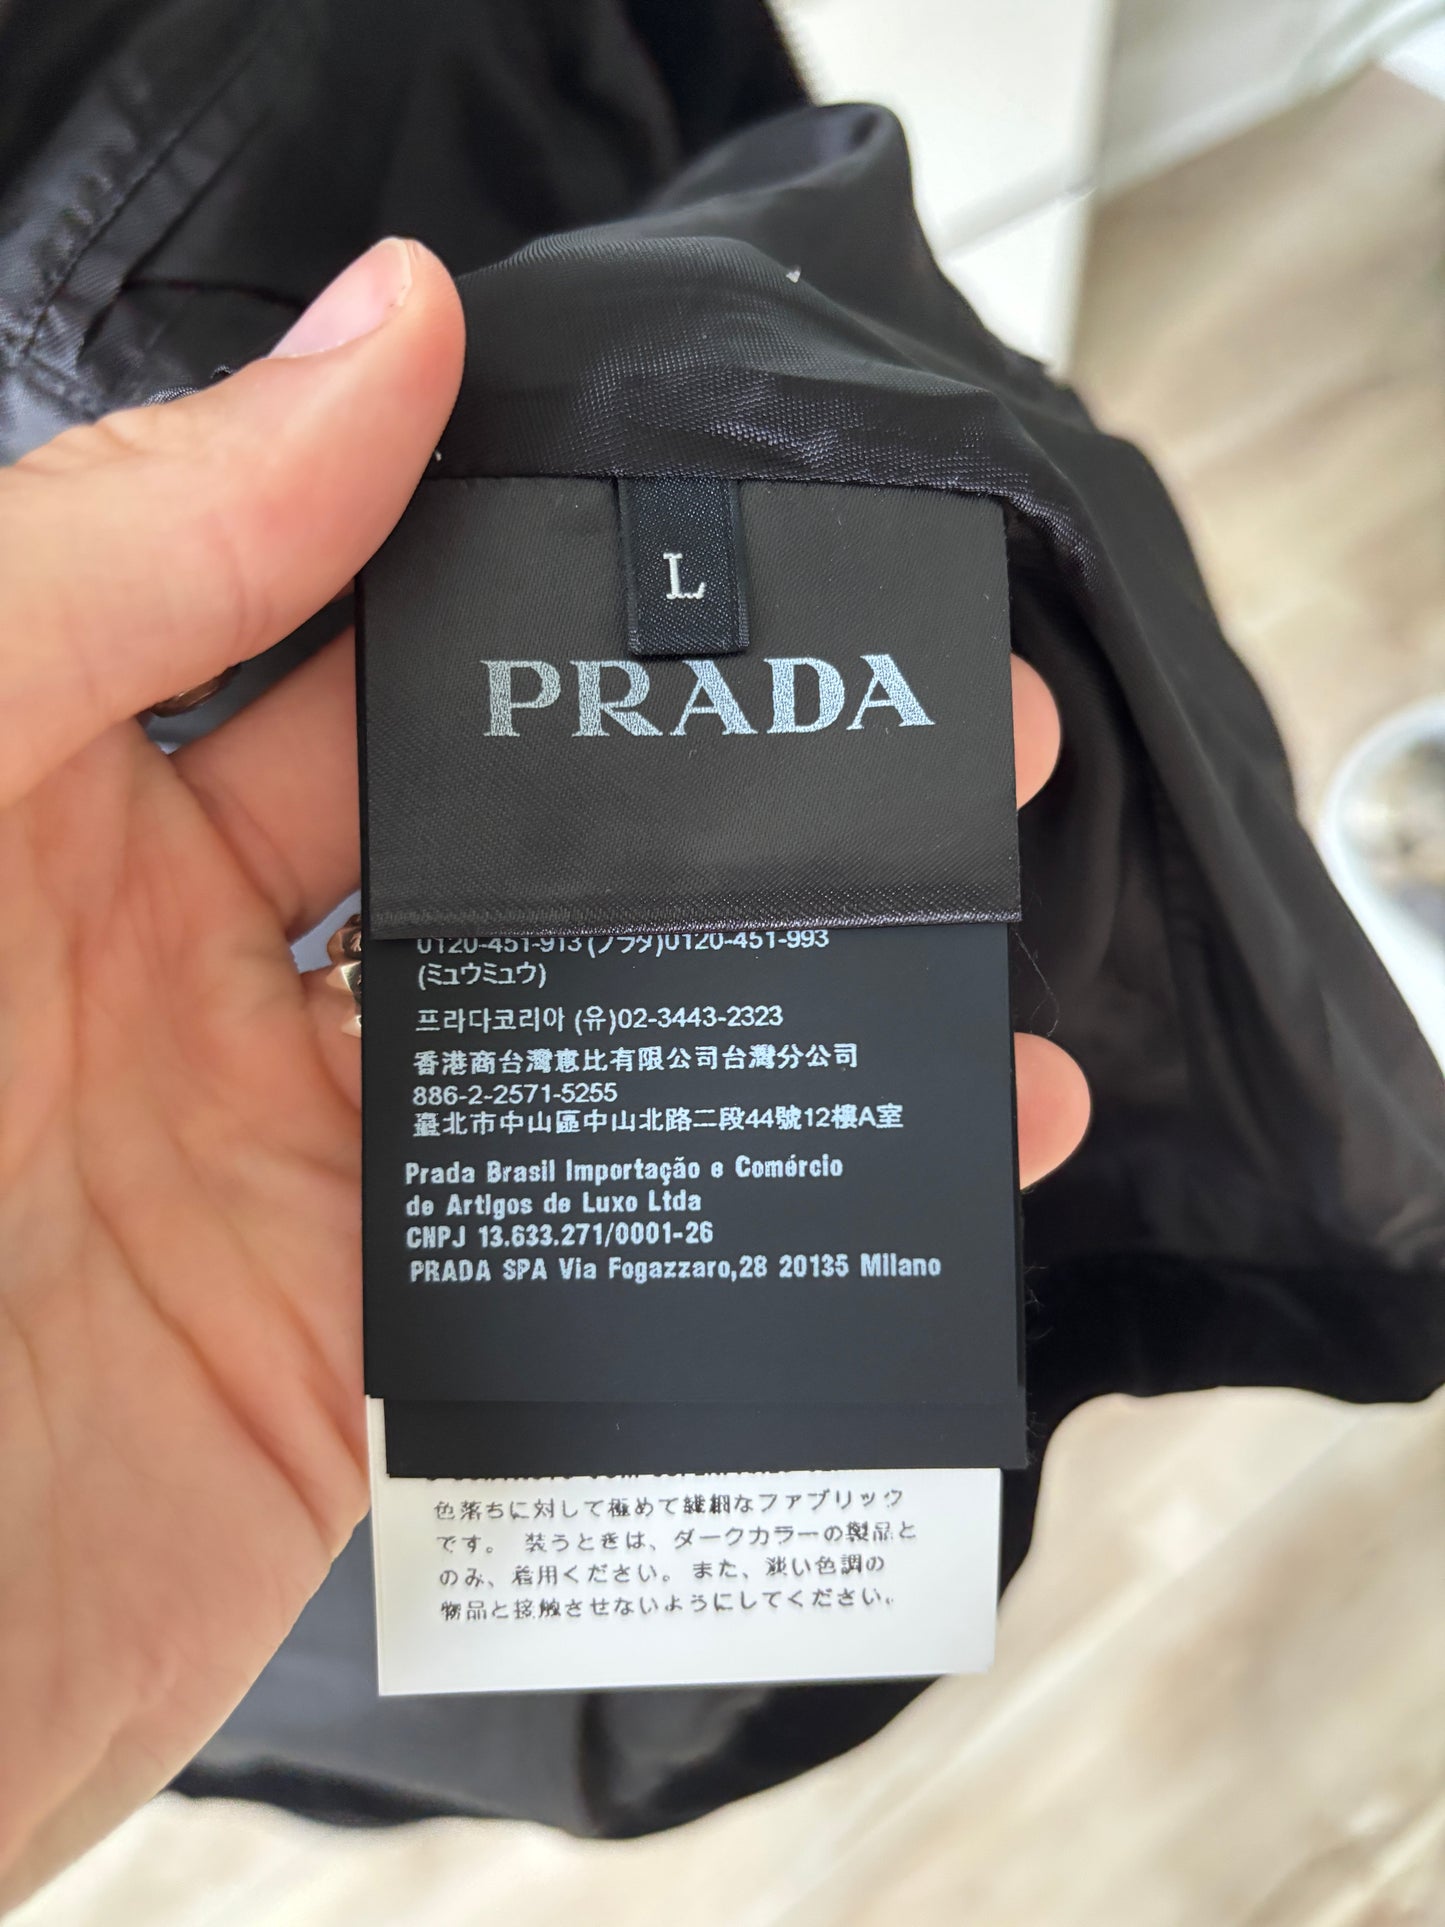 L
PRADA
0120-451-913(プラダ)0120-451-993
(ミュウミュウ)
프라다코리아 (유)02-3443-2323
香港商台灣惠比有限公司台灣分公司
886-2-2571-5255
臺北市中山區中山北路二段44號12樓A室
Prada Brasil Importação e Comércio
de Artigos de Luxo Ltda
CNPJ 13.633.271/0001-26
PRADA SPA Via Fogazzaro,28 20135 Milano
色落ちに対して極めて繊細なファブリック
です。 装うときは、ダークカラーの製品と
のみ、着用ください。また、淡い色調の
物品と接触させないようにしてください。